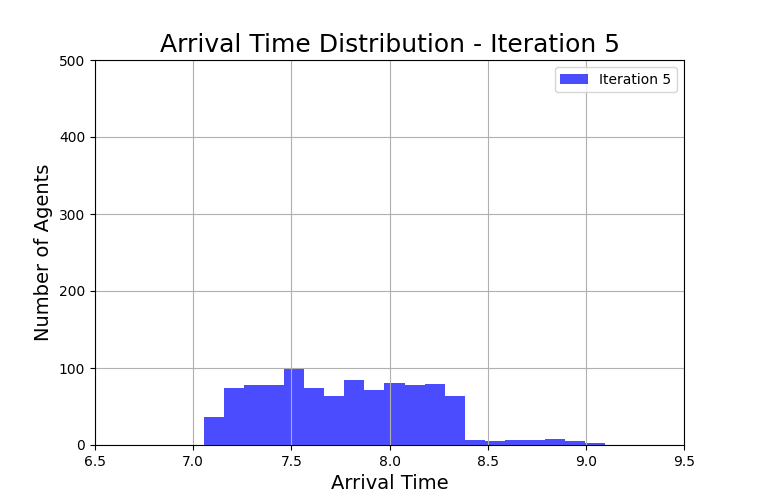 Arrival Time Distribution - Iteration 5
Iteration 5
Number of Agents
500
400
300
200
100
0
6.5 7.0 7.5 8.0 8.5 9.0 9.5
Arrival Time